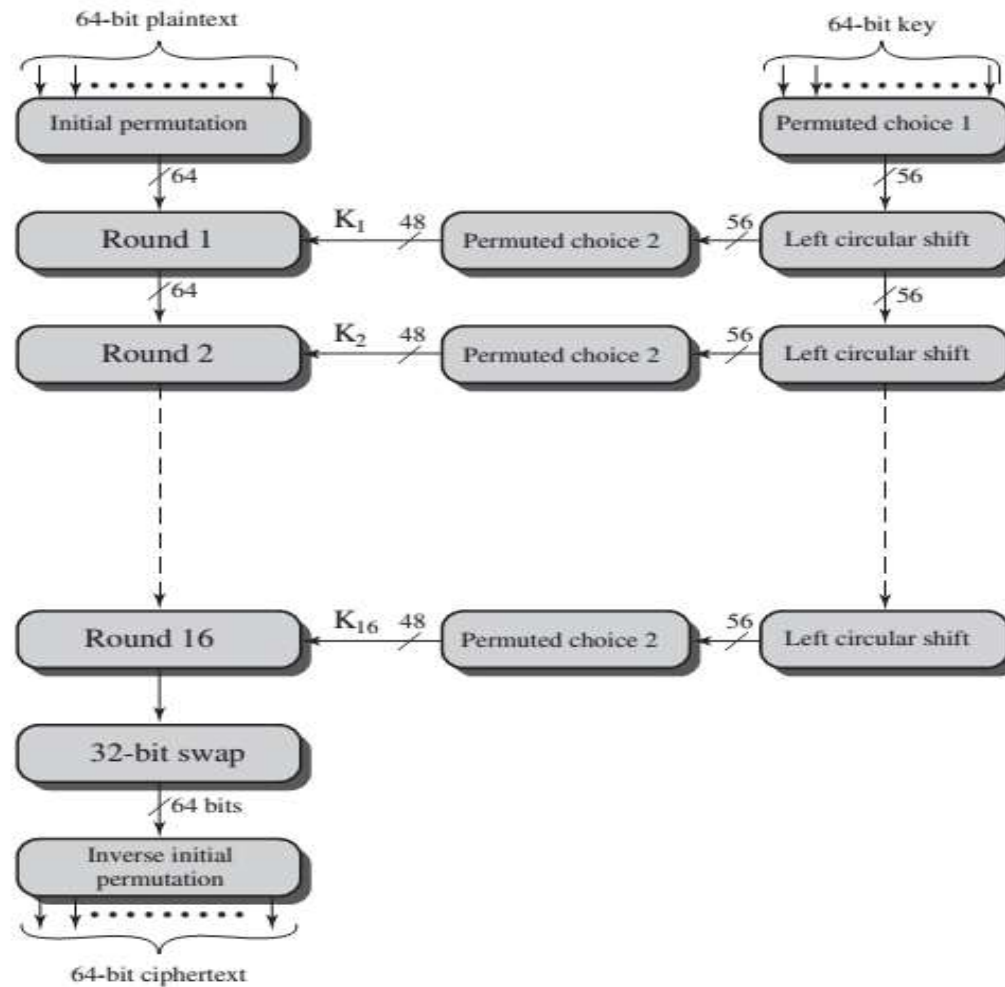 64-bit plaintext
64-bit key
Initial permutation
Permuted choice 1
64
56
Round 1
K1
48
Permuted choice 2
56
Left circular shift
64
56
Round 2
K2
48
Permuted choice 2
56
Left circular shift
Round 16
K16
48
Permuted choice 2
56
Left circular shift
32-bit swap
64 bits
Inverse initial
permutation
64-bit ciphertext